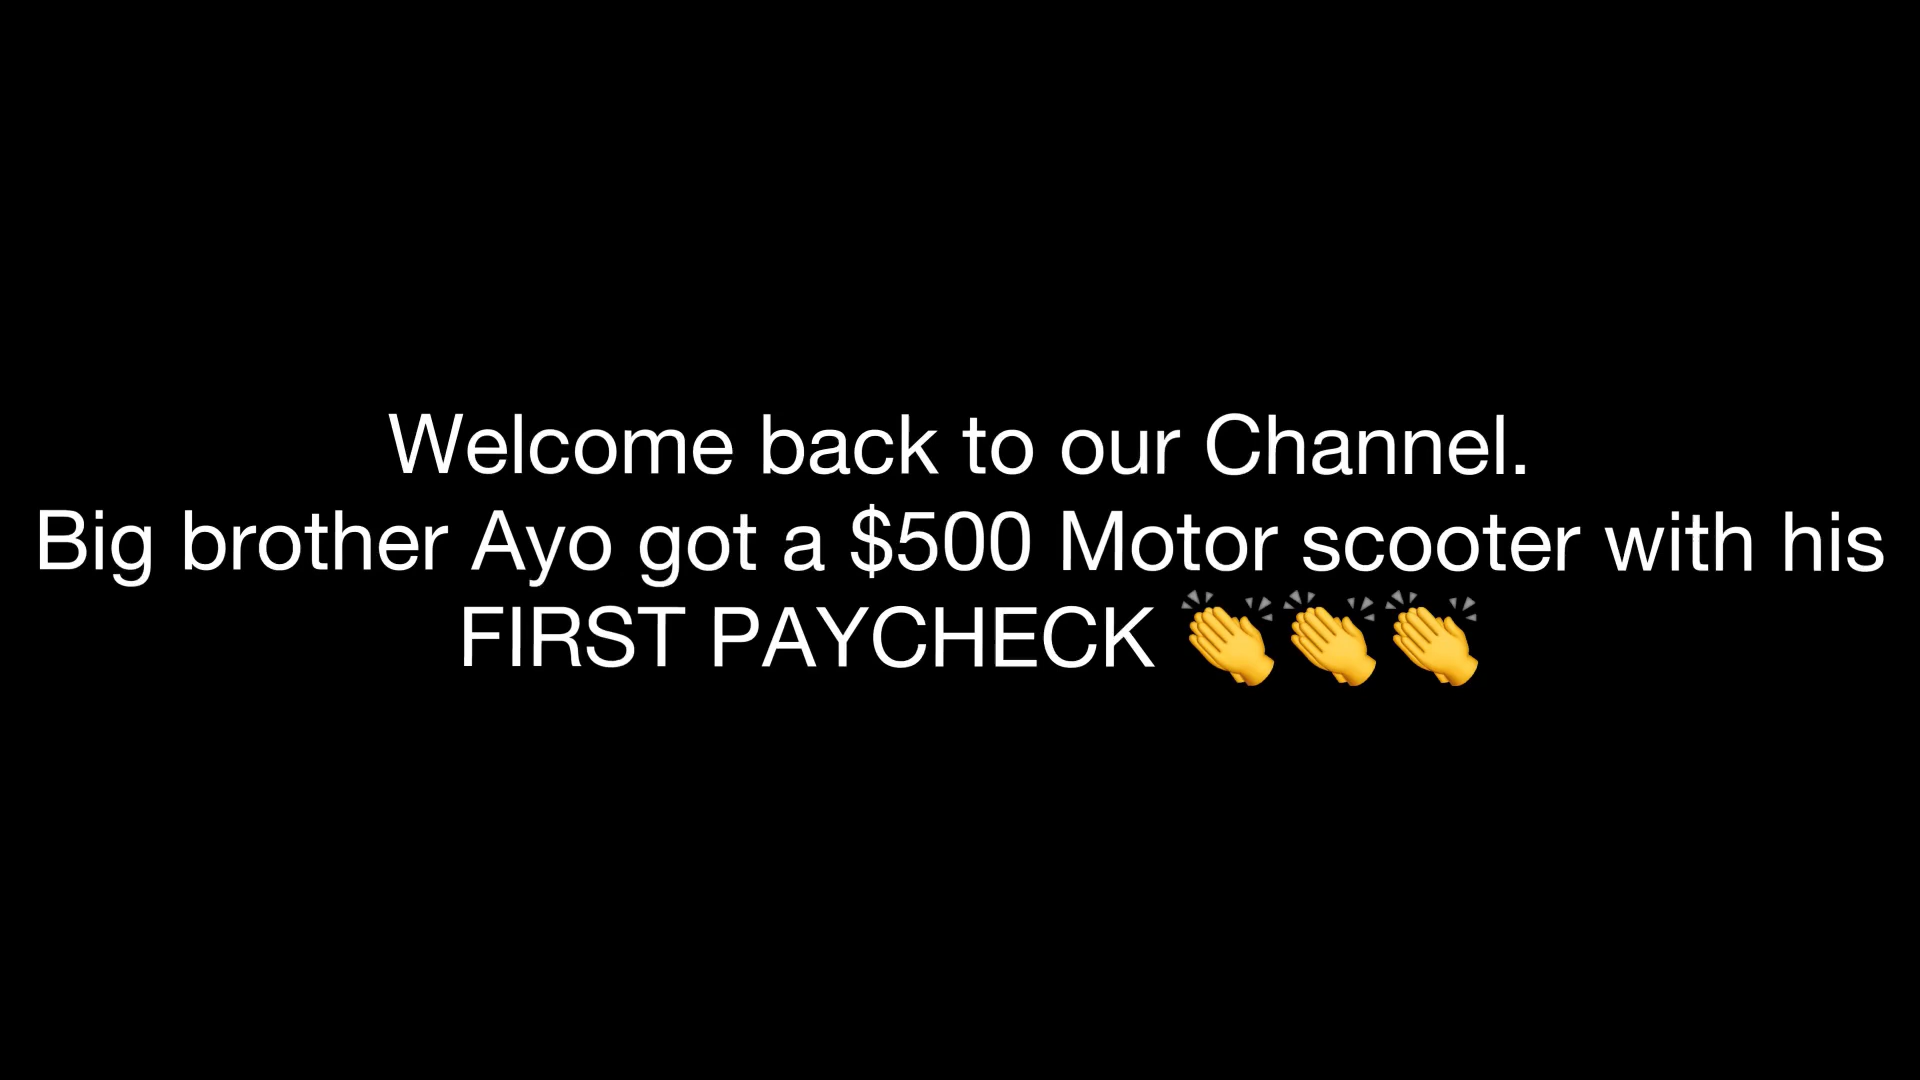 Welcome back to our Channel.
Big brother Ayo got a $500 Motor scooter with his
FIRST PAYCHECK 👏👏👏